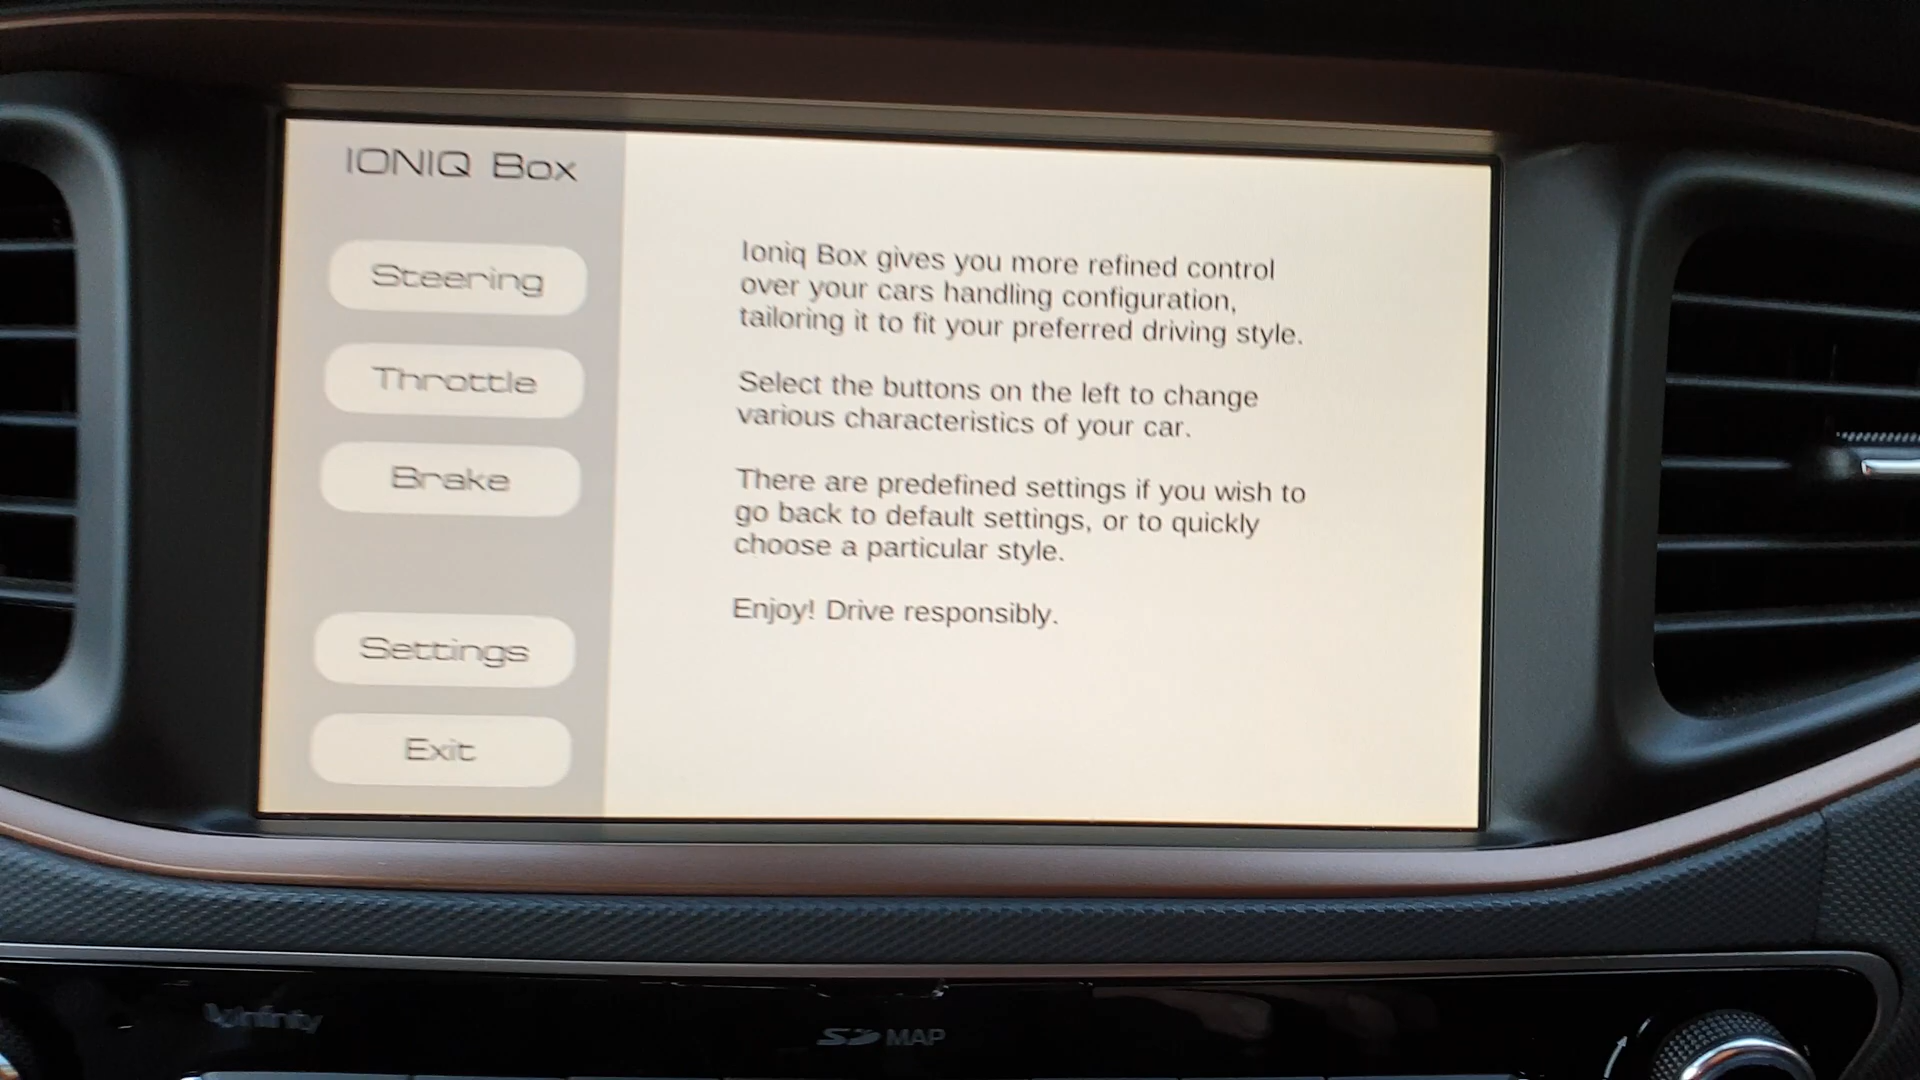 IONIQ Box
Steering
Throttle
Brake
Settings
Exit
Ioniq Box gives you more refined control
over your cars handling configuration,
tailoring it to fit your preferred driving style.
Select the buttons on the left to change
various characteristics of your car.
There are predefined settings if you wish to
go back to default settings, or to quickly
choose a particular style.
Enjoy! Drive responsibly.
infinity
SD MAP